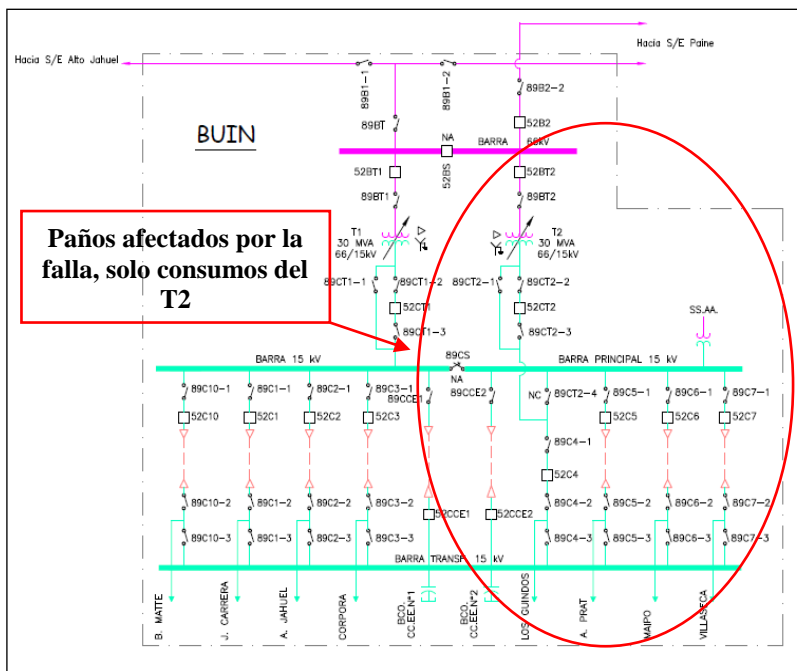 Hacia S/E Paine
Hacia S/E Alto Jahuel
89B1-1
89B1-2
89B2-2
BUIN
89BT
52B2
NA
BARRA
66kV
52BS
52BT1
52BT2
89BT1
89BT2
Paños afectados por la
falla, solo consumos del
T2
T1
30 MVA
66/15kV
T2
30 MVA
66/15kV
89CT1-1
89CT1-2
89CT2-1
89CT2-2
52CT1
52CT2
SS.AA.
89CT1-3
89CT2-3
BARRA 15 kV
89CS
NA
BARRA PRINCIPAL 15 kV
89C10-1
89C1-1
89C2-1
89C3-1
89CCE1
89CCE2
NC
89CT2-4
89C5-1
89C6-1
89C7-1
52C10
52C1
52C2
52C3
52C5
52C6
52C7
89C4-1
52C4
89C10-2
89C1-2
89C2-2
89C3-2
52CCE1
52CCE2
89C4-2
89C5-2
89C6-2
89C7-2
89C10-3
89C1-3
89C2-3
89C3-3
89C4-3
89C5-3
89C6-3
89C7-3
BARRA TRANSF 15 kV
B. MATTE
J. CARRERA
A. JAHUEL
CORPORA
BCO.
CC.EE.N°1
BCO.
CC.EE.N°2
LOS GUINDOS
A. PRAT
MAIPO
VILLASECA